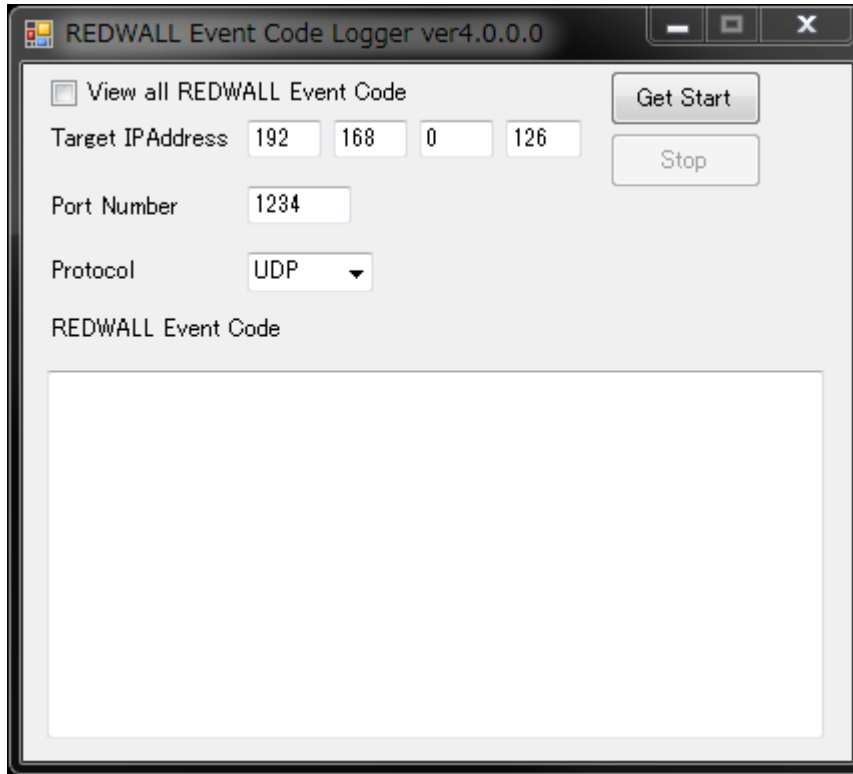 REDWALL Event Code Logger ver4.0.0.0
View all REDWALL Event Code
Get Start
Target IPAddress 192 168 0 126
Stop
Port Number 1234
Protocol UDP
REDWALL Event Code